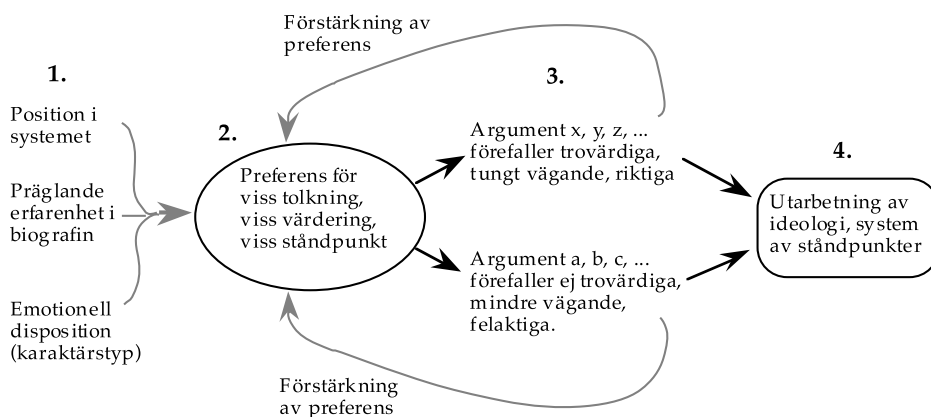 Förstärkning av
preferens
1.
Position i
systemet
Präglande
erfarenhet i
biografin
Emotionell
disposition
(karaktärstyp)
2.
Preferens för
viss tolkning,
viss värdering,
viss ståndpunkt
3.
Argument x, y, z, ...
förefaller trovärdiga,
tungt vägande, riktiga
Argument a, b, c, ...
förefaller ej trovärdiga,
mindre vägande,
felaktiga.
4.
Utarbetning av
ideologi, system
av ståndpunkter
Förstärkning
av preferens